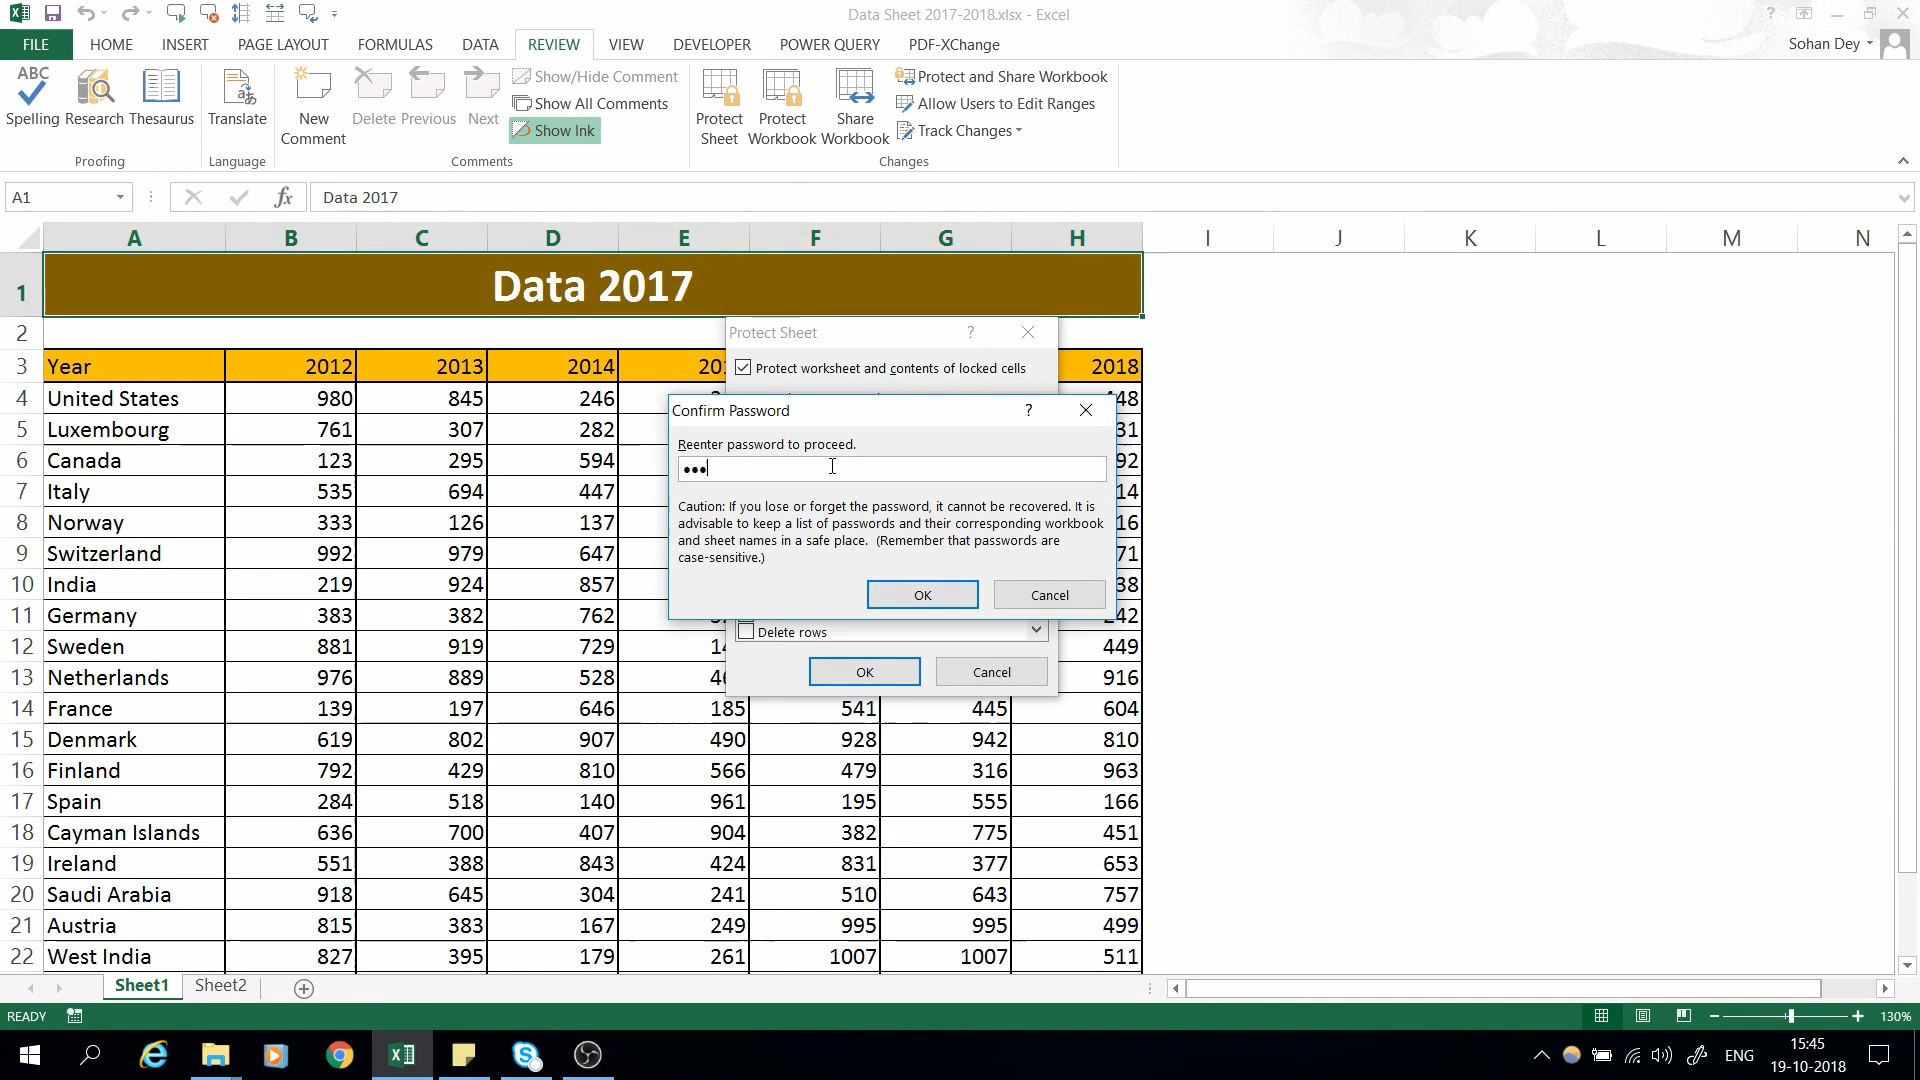 Data Sheet 2017-2018.xlsx - Excel
FILE HOME INSERT PAGE LAYOUT FORMULAS DATA REVIEW VIEW DEVELOPER POWER QUERY PDF-XChange Sohan Dey
ABC
Spelling Research Thesaurus
Proofing
Translate
Language
New Comment
Delete Previous Next
Show/Hide Comment
Show All Comments
Show Ink
Comments
Protect Sheet
Protect Workbook
Share Workbook
Protect and Share Workbook
Allow Users to Edit Ranges
Track Changes
Changes
A1 fx Data 2017
A B C D E F G H I J K L M N
1 Data 2017
2
3 Year 2012 2013 2014 2018
4 United States 980 845 246
5 Luxembourg 761 307 282
6 Canada 123 295 594
7 Italy 535 694 447
8 Norway 333 126 137
9 Switzerland 992 979 647
10 India 219 924 857
11 Germany 383 382 762
12 Sweden 881 919 729 449
13 Netherlands 976 889 528 916
14 France 139 197 646 185 541 445 604
15 Denmark 619 802 907 490 928 942 810
16 Finland 792 429 810 566 479 316 963
17 Spain 284 518 140 961 195 555 166
18 Cayman Islands 636 700 407 904 382 775 451
19 Ireland 551 388 843 424 831 377 653
20 Saudi Arabia 918 645 304 241 510 643 757
21 Austria 815 383 167 249 995 995 499
22 West India 827 395 179 261 1007 1007 511
Protect Sheet ?
Protect worksheet and contents of locked cells
Confirm Password ?
Reenter password to proceed.
•••
Caution: If you lose or forget the password, it cannot be recovered. It is
advisable to keep a list of passwords and their corresponding workbook
and sheet names in a safe place. (Remember that passwords are
case-sensitive.)
OK Cancel
Delete rows
OK Cancel
Sheet1 Sheet2
READY 130%
ENG 15:45
19-10-2018